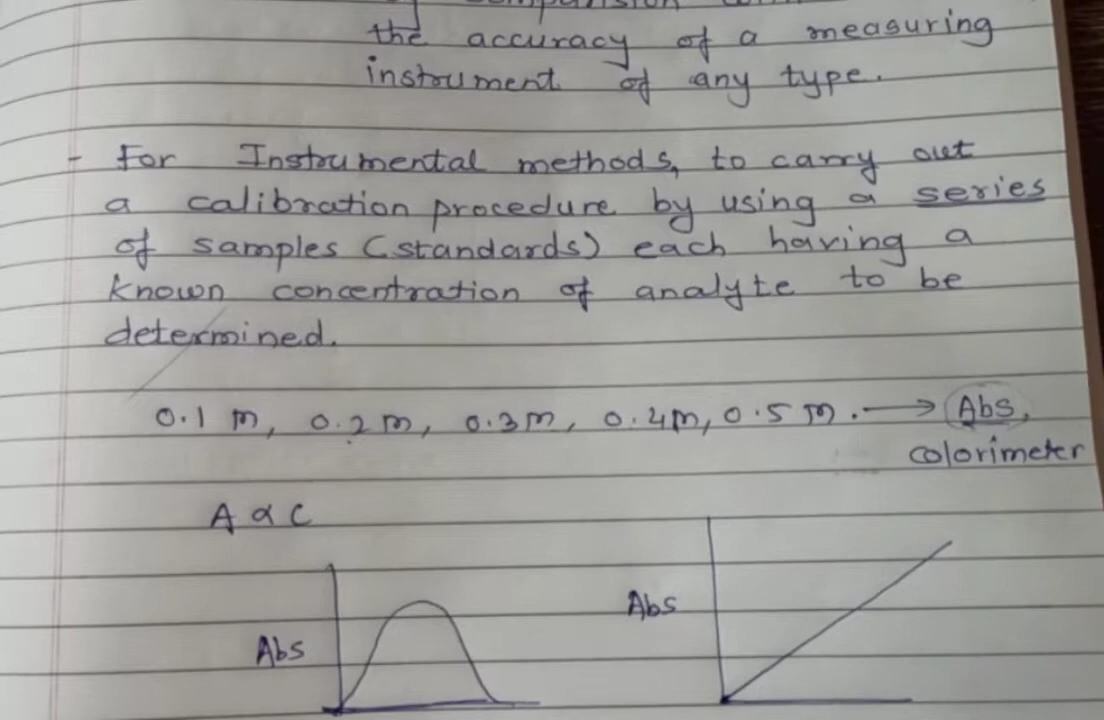 the accuracy of a measuring
instrument of any type.
- For Instrumental methods, to carry out
a calibration procedure by using a series
of samples (standards) each having a
known concentration of analyte to be
determined.
0.1 m, 0.2 m, 0.3 m, 0.4 m, 0.5 m. → Abs,
colorimeter
A ∝ C
Abs
Abs